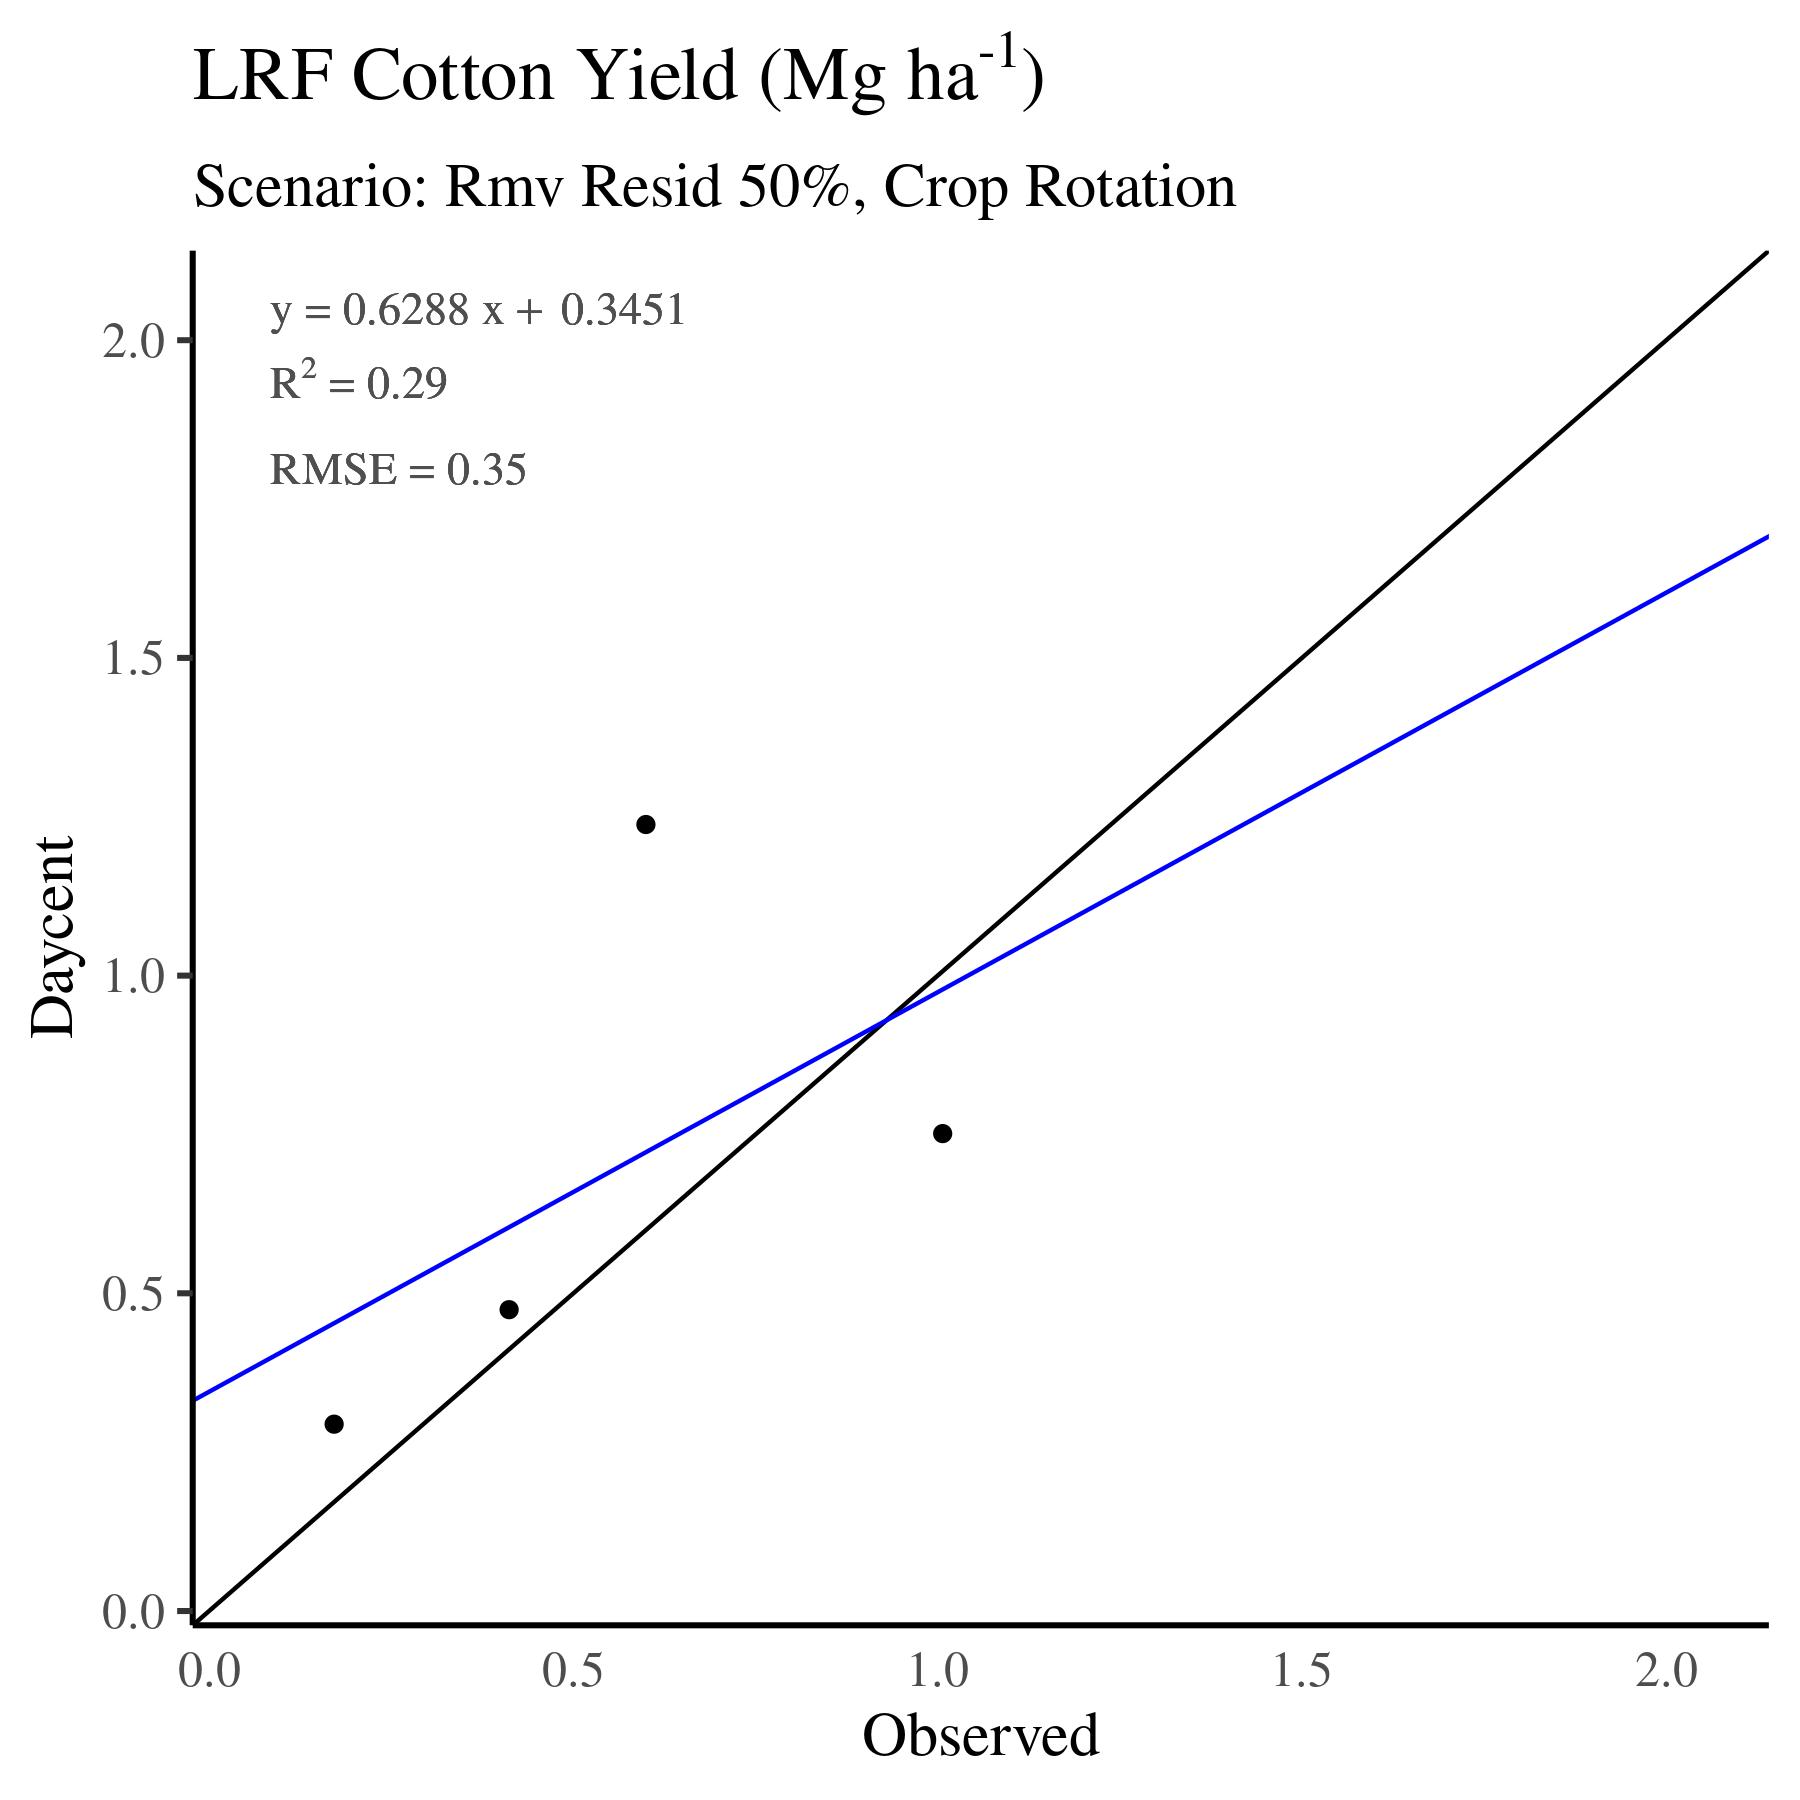 LRF Cotton Yield (Mg ha⁻¹)
Scenario: Rmv Resid 50%, Crop Rotation
y = 0.6288 x + 0.3451
R² = 0.29
RMSE = 0.35
2.0
1.5
1.0
0.5
0.0
Daycent
0.0 0.5 1.0 1.5 2.0
Observed